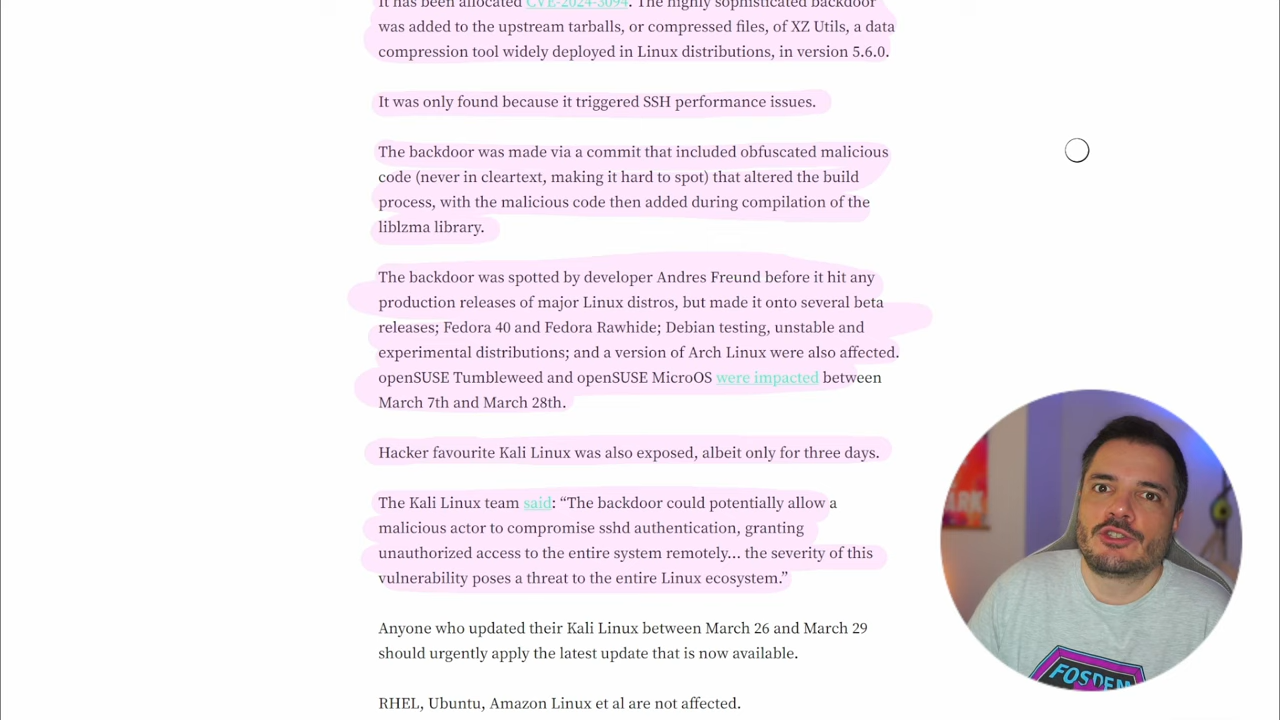 It has been allocated CVE-2024-3094. The highly sophisticated backdoor
was added to the upstream tarballs, or compressed files, of XZ Utils, a data
compression tool widely deployed in Linux distributions, in version 5.6.0.
It was only found because it triggered SSH performance issues.
The backdoor was made via a commit that included obfuscated malicious
code (never in cleartext, making it hard to spot) that altered the build
process, with the malicious code then added during compilation of the
liblzma library.
The backdoor was spotted by developer Andres Freund before it hit any
production releases of major Linux distros, but made it onto several beta
releases; Fedora 40 and Fedora Rawhide; Debian testing, unstable and
experimental distributions; and a version of Arch Linux were also affected.
openSUSE Tumbleweed and openSUSE MicroOS were impacted between
March 7th and March 28th.
Hacker favourite Kali Linux was also exposed, albeit only for three days.
The Kali Linux team said: “The backdoor could potentially allow a
malicious actor to compromise sshd authentication, granting
unauthorized access to the entire system remotely… the severity of this
vulnerability poses a threat to the entire Linux ecosystem.”
Anyone who updated their Kali Linux between March 26 and March 29
should urgently apply the latest update that is now available.
RHEL, Ubuntu, Amazon Linux et al are not affected.
FOSDEM